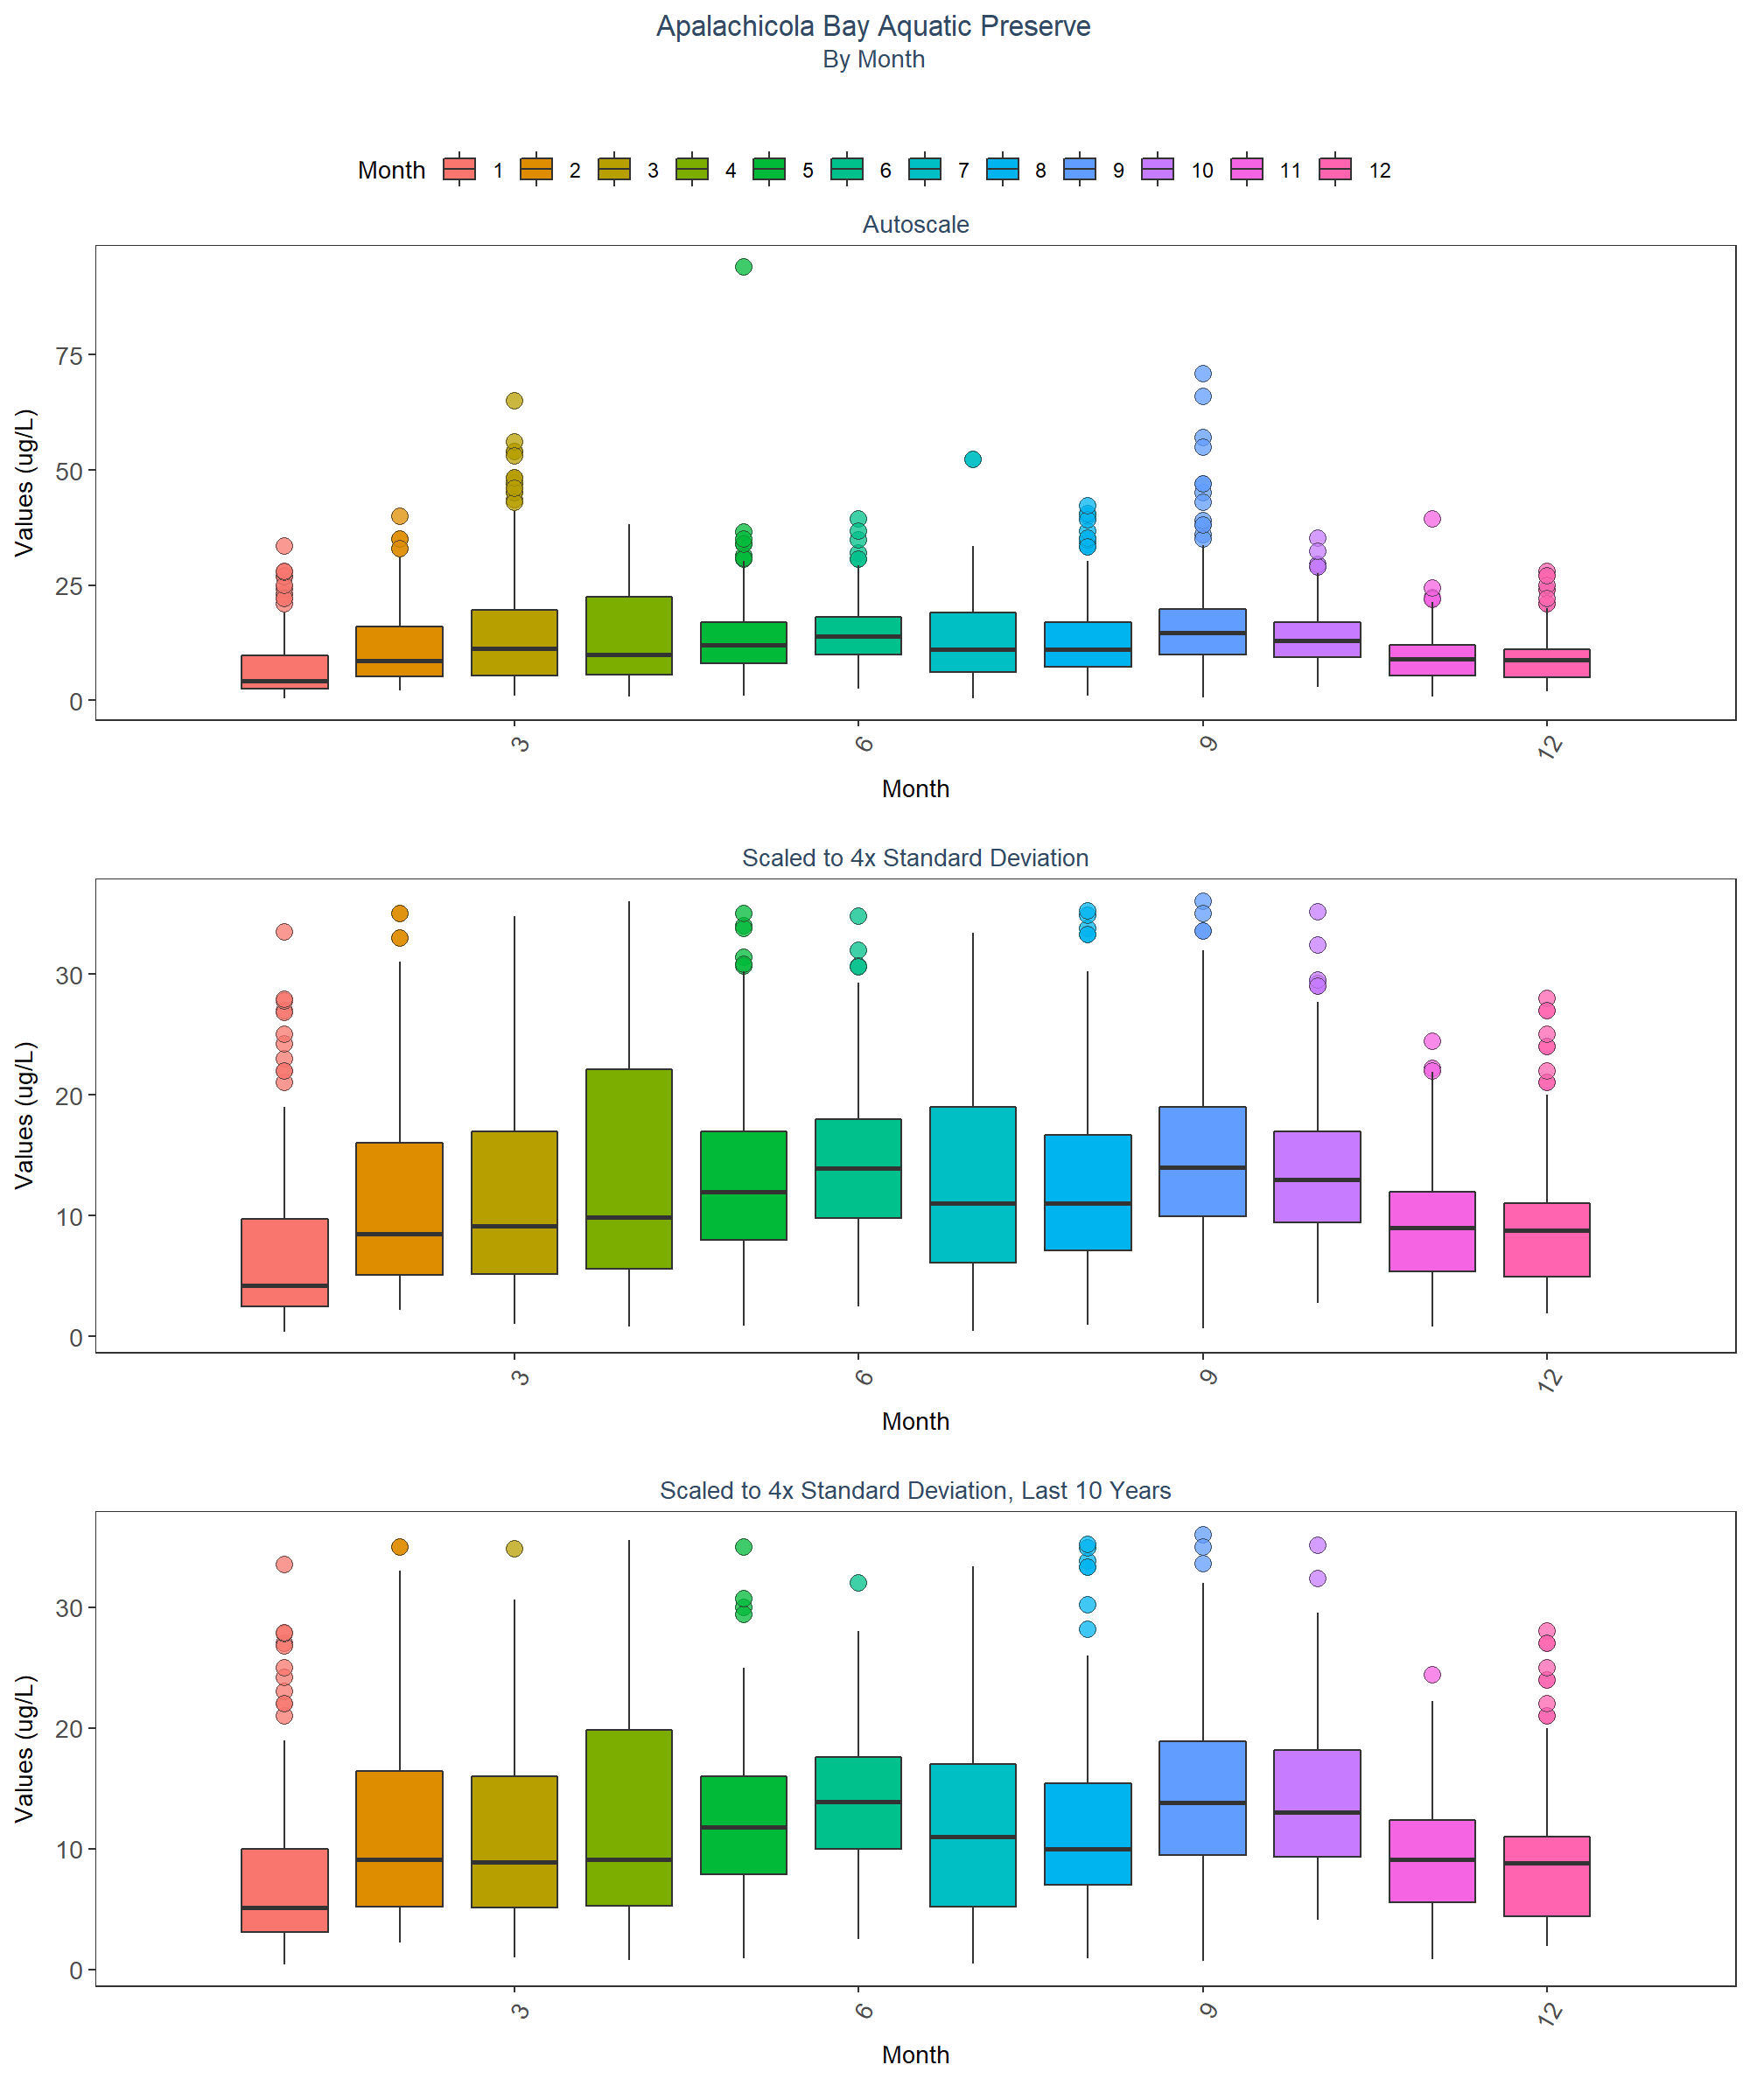 Apalachicola Bay Aquatic Preserve
By Month
Month 1 2 3 4 5 6 7 8 9 10 11 12
Autoscale
Values (ug/L)
75
50
25
0
3 6 9 12
Month
Scaled to 4x Standard Deviation
Values (ug/L)
30
20
10
0
3 6 9 12
Month
Scaled to 4x Standard Deviation, Last 10 Years
Values (ug/L)
30
20
10
0
3 6 9 12
Month